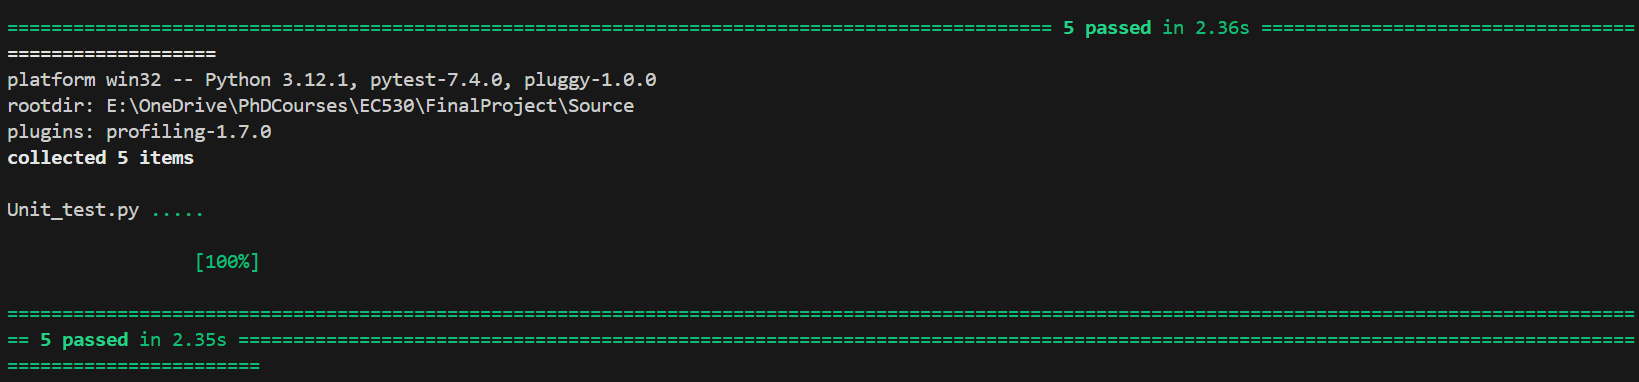 ================================================================================================ 5 passed in 2.36s ==================================
===================
platform win32 -- Python 3.12.1, pytest-7.4.0, pluggy-1.0.0
rootdir: E:\OneDrive\PhDCourses\EC530\FinalProject\Source
plugins: profiling-1.7.0
collected 5 items
Unit_test.py .....
[100%]
====================================================================================================================================================
== 5 passed in 2.35s ===============================================================================================================================
=======================